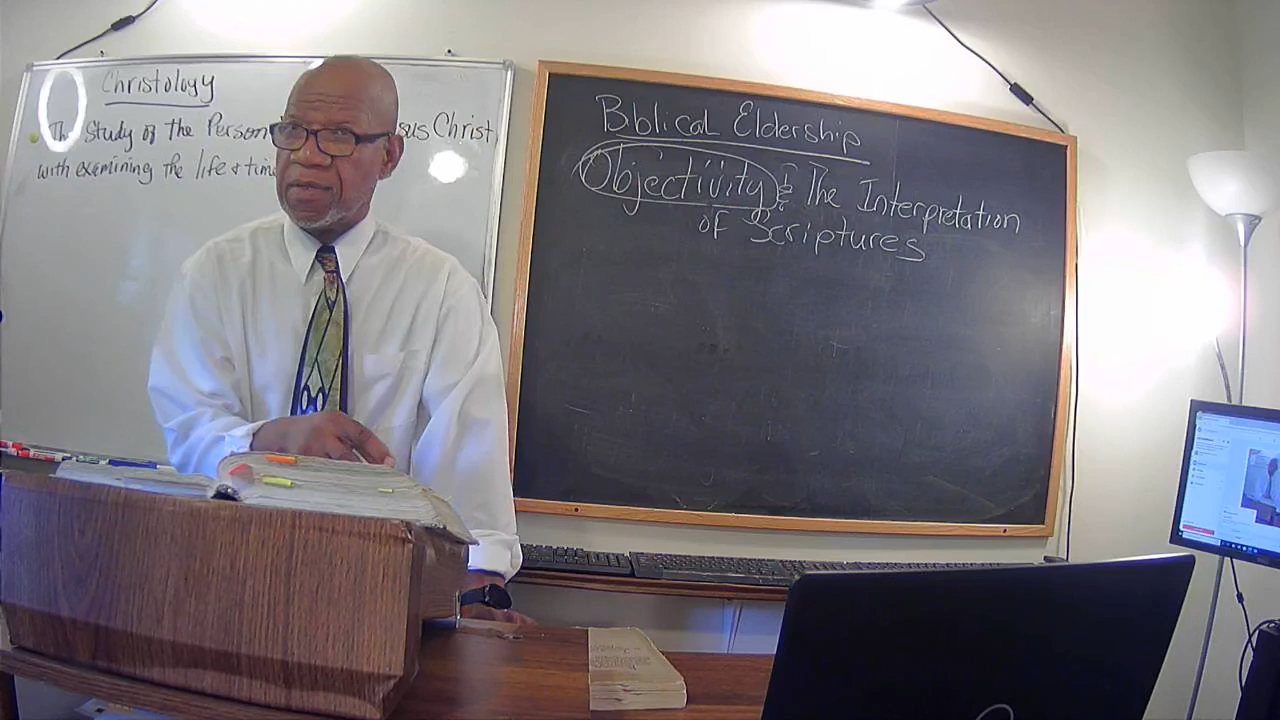 Christology
The Study of the Person sus Christ
with examining the life & time
Biblical Eldership
Objectivity & The Interpretation
of Scriptures